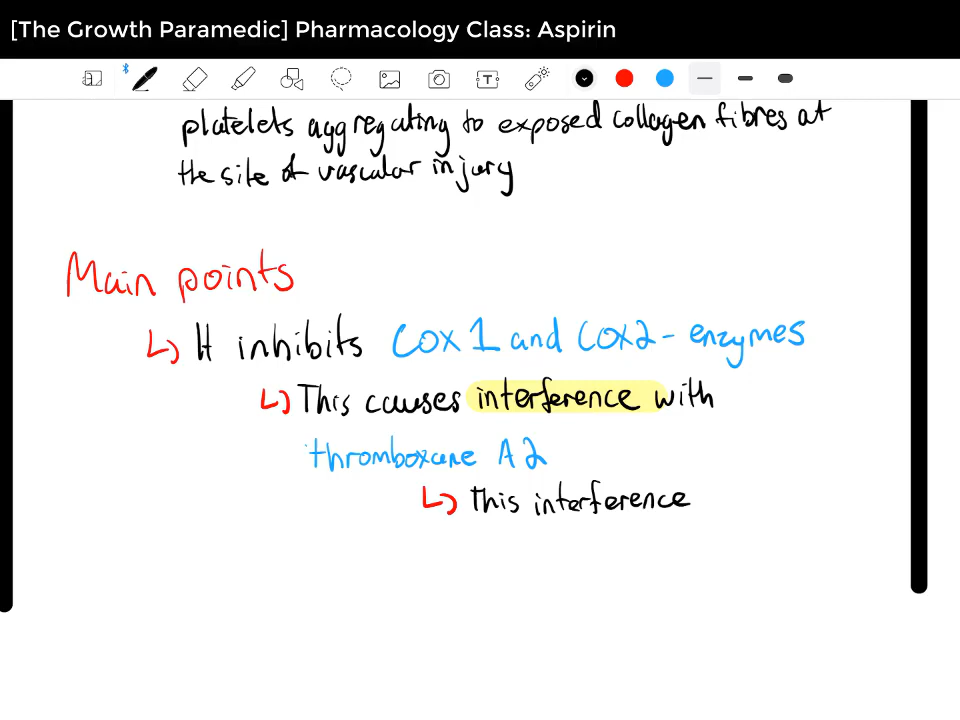 [The Growth Paramedic] Pharmacology Class: Aspirin
platelets aggregating to exposed collagen fibres at
the site of vascular injury
Main points
It inhibits Cox 1 and Cox2 - enzymes
This causes interference with
thromboxane A2
This interference